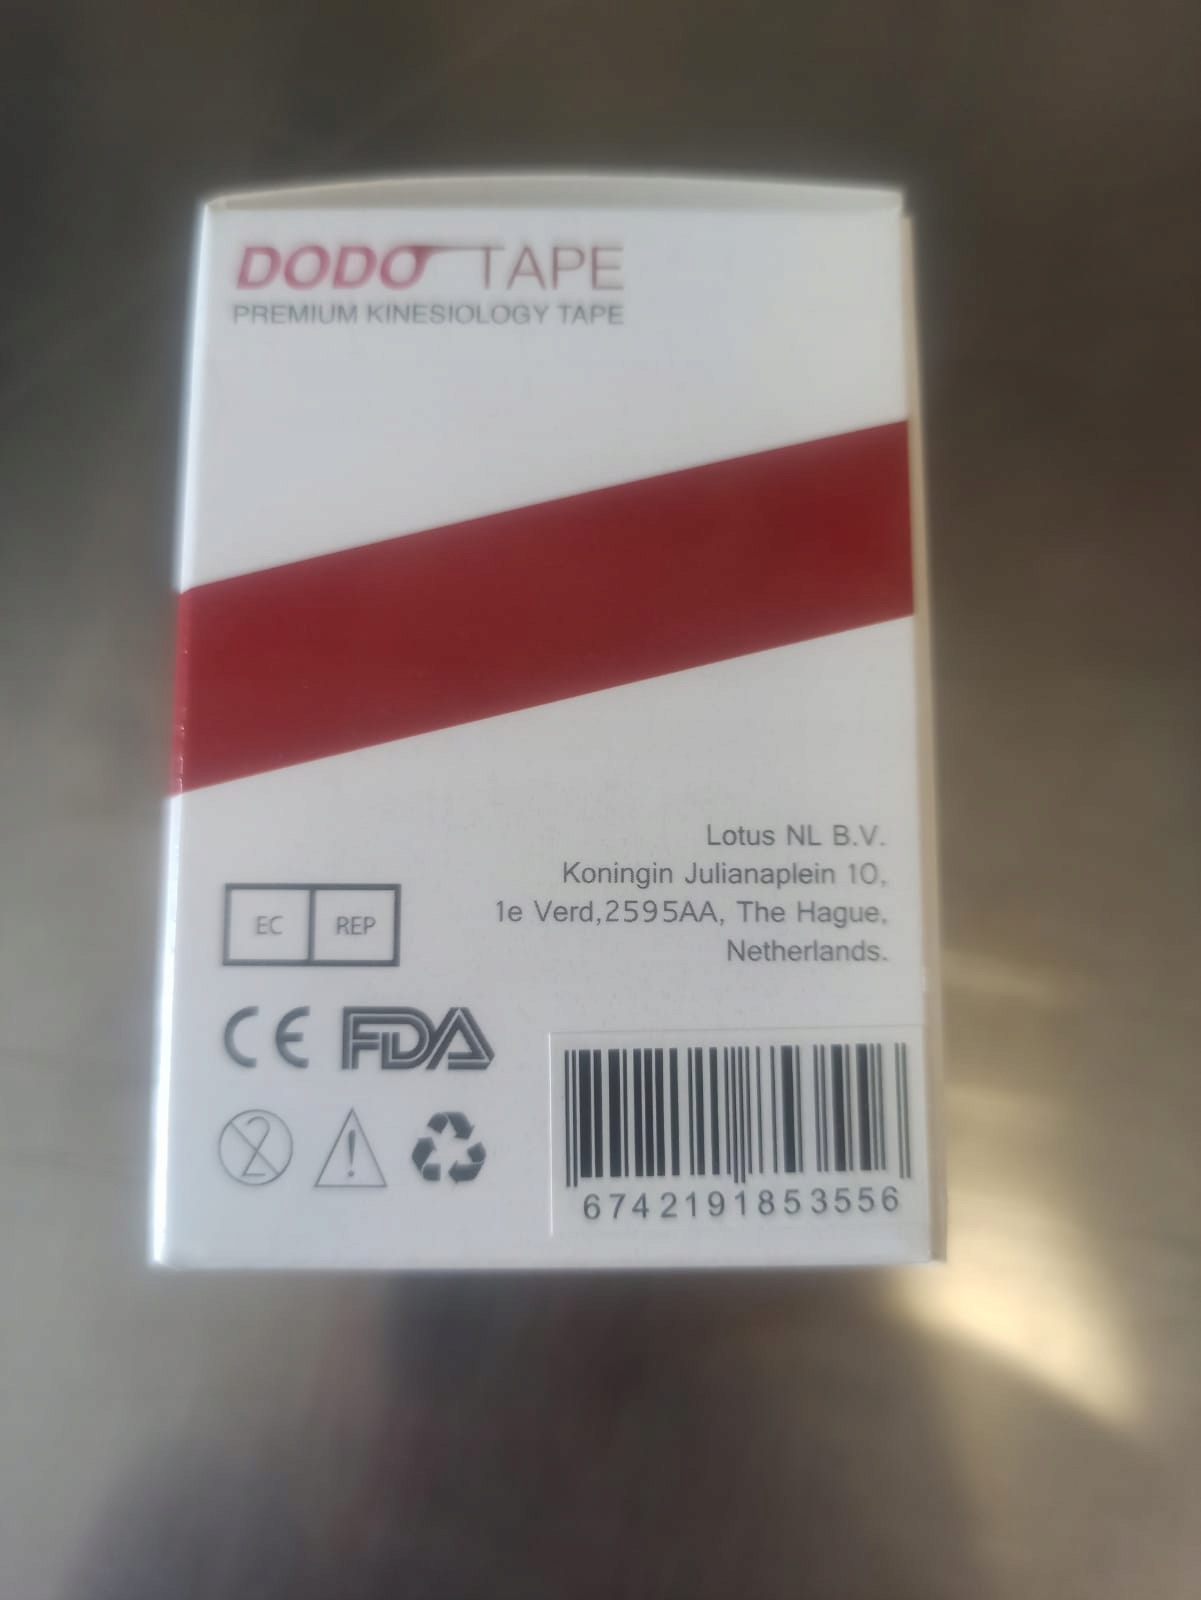 DODO TAPE
PREMIUM KINESIOLOGY TAPE
Lotus NL B.V.
Koningin Julianaplein 10,
1e Verd,2595AA, The Hague,
Netherlands.
EC REP
CE FDA
2 !
6742191853556